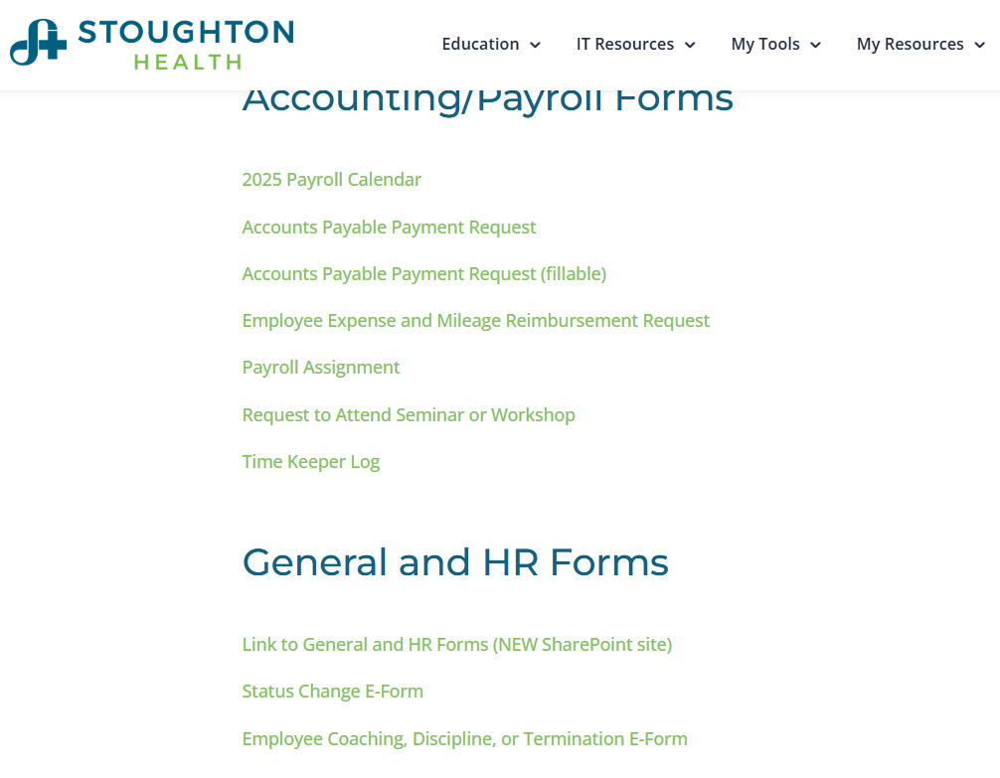 STOUGHTON
HEALTH
Education
IT Resources
My Tools
My Resources
Accounting/Payroll Forms
2025 Payroll Calendar
Accounts Payable Payment Request
Accounts Payable Payment Request (fillable)
Employee Expense and Mileage Reimbursement Request
Payroll Assignment
Request to Attend Seminar or Workshop
Time Keeper Log
General and HR Forms
Link to General and HR Forms (NEW SharePoint site)
Status Change E-Form
Employee Coaching, Discipline, or Termination E-Form